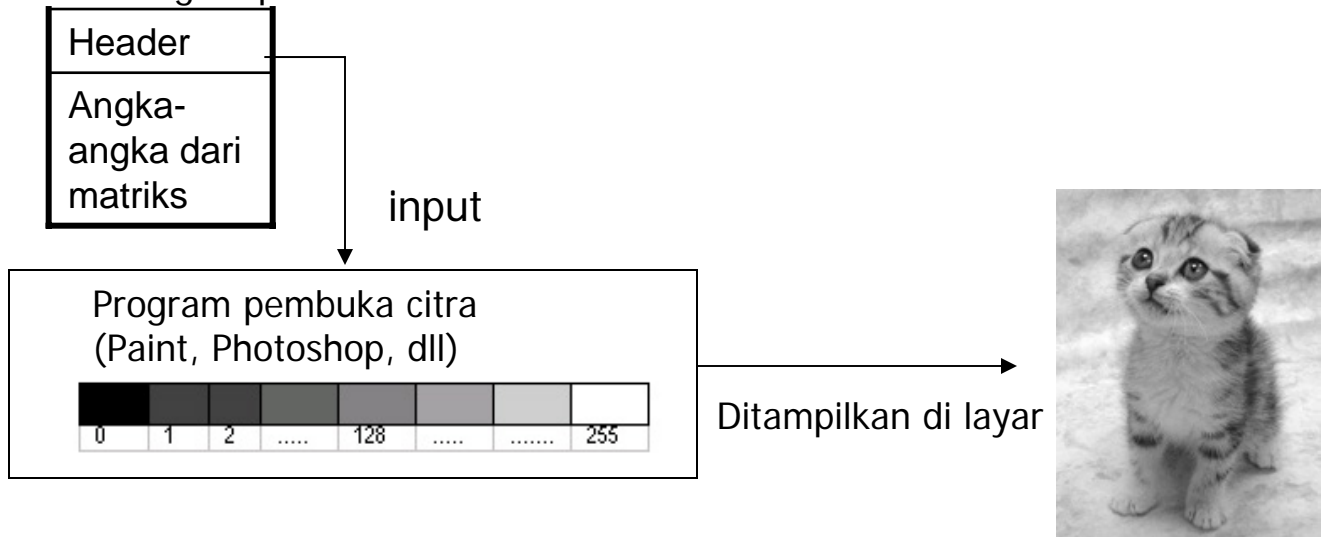 Header
Angka-
angka dari
matriks
input
Program pembuka citra
(Paint, Photoshop, dll)
0 1 2 ..... 128 ..... ....... 255
Ditampilkan di layar